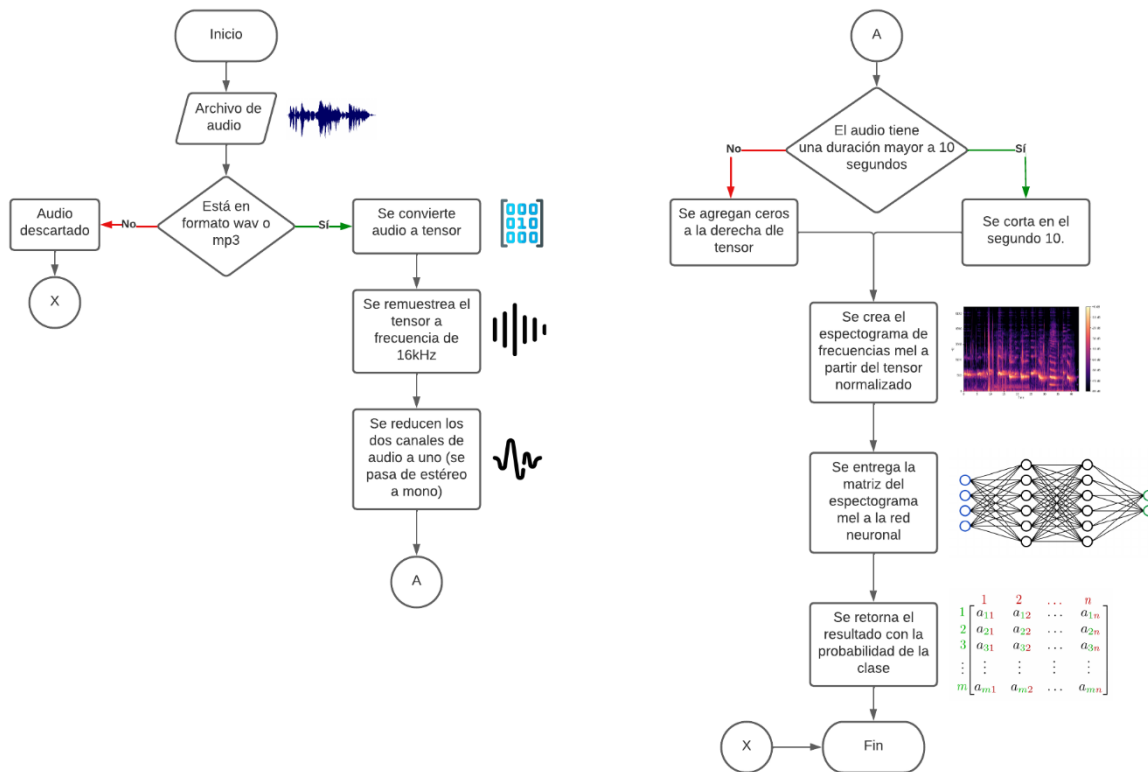 Inicio
Archivo de
audio
Está en
formato wav o
mp3
No
Sí
Audio
descartado
X
Se convierte
audio a tensor
Se remuestrea el
tensor a
frecuencia de
16kHz
Se reducen los
dos canales de
audio a uno (se
pasa de estéreo
a mono)
A
A
El audio tiene
una duración mayor a 10
segundos
No
Sí
Se agregan ceros
a la derecha dle
tensor
Se corta en el
segundo 10.
Se crea el
espectograma de
frecuencias mel a
partir del tensor
normalizado
Se entrega la
matriz del
espectograma
mel a la red
neuronal
Se retorna el
resultado con la
probabilidad de la
clase
1 2 ... n
1 a11 a12 ... a1n
2 a21 a22 ... a2n
3 a31 a32 ... a3n
⋮ ⋮ ⋮ ⋮ ⋮
m am1 am2 ... amn
X
Fin